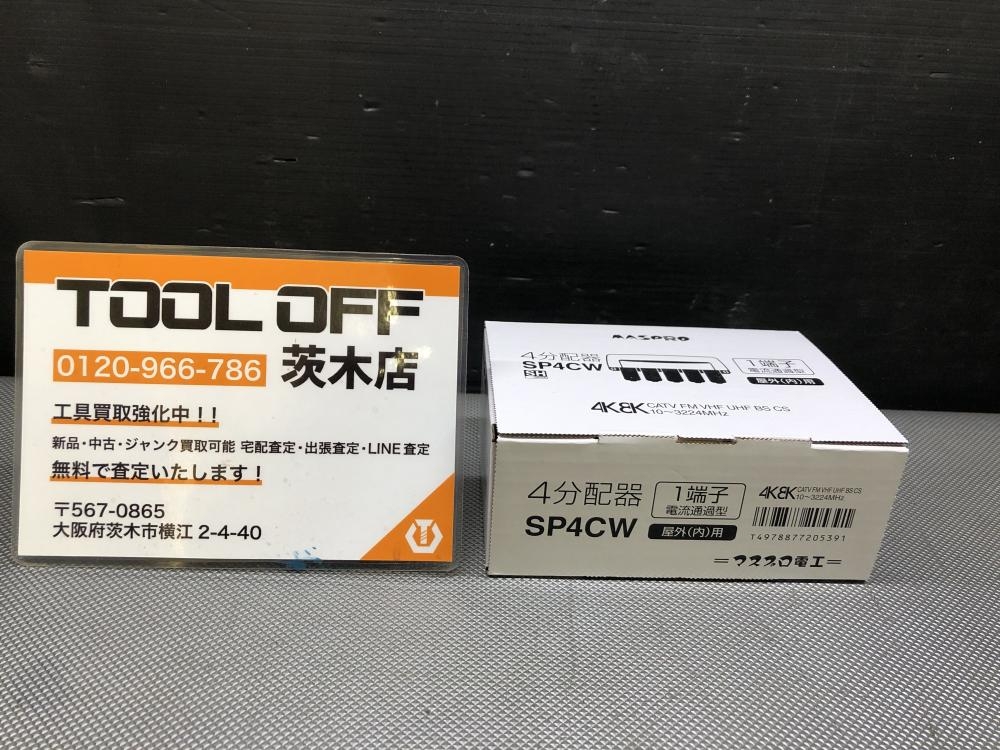 TOOL OFF
0120-966-786 茨木店
工具買取強化中！！
新品・中古・ジャンク買取可能 宅配査定・出張査定・LINE査定
無料で査定いたします！
〒567-0865
大阪府茨木市横江 2-4-40
MASPRO
4分配器
SP4CW
SH
1端子
電流通過型
屋外(内)用
4K8K CATV FM VHF UHF BS CS
10～3224MHz
4分配器
SP4CW
1端子
電流通過型
屋外(内)用
4K8K CATV FM VHF UHF BS CS
10～3224MHz
T4978877205391
＝マスプロ電工＝